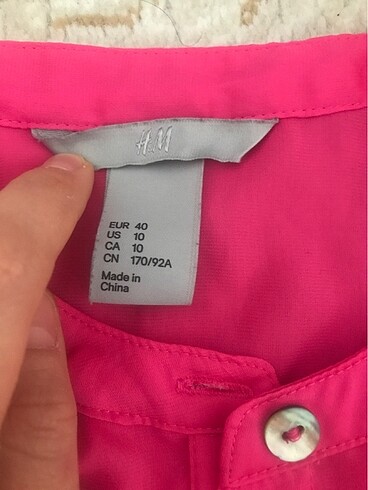 H&M
EUR 40
US 10
CA 10
CN 170/92A
Made in
China